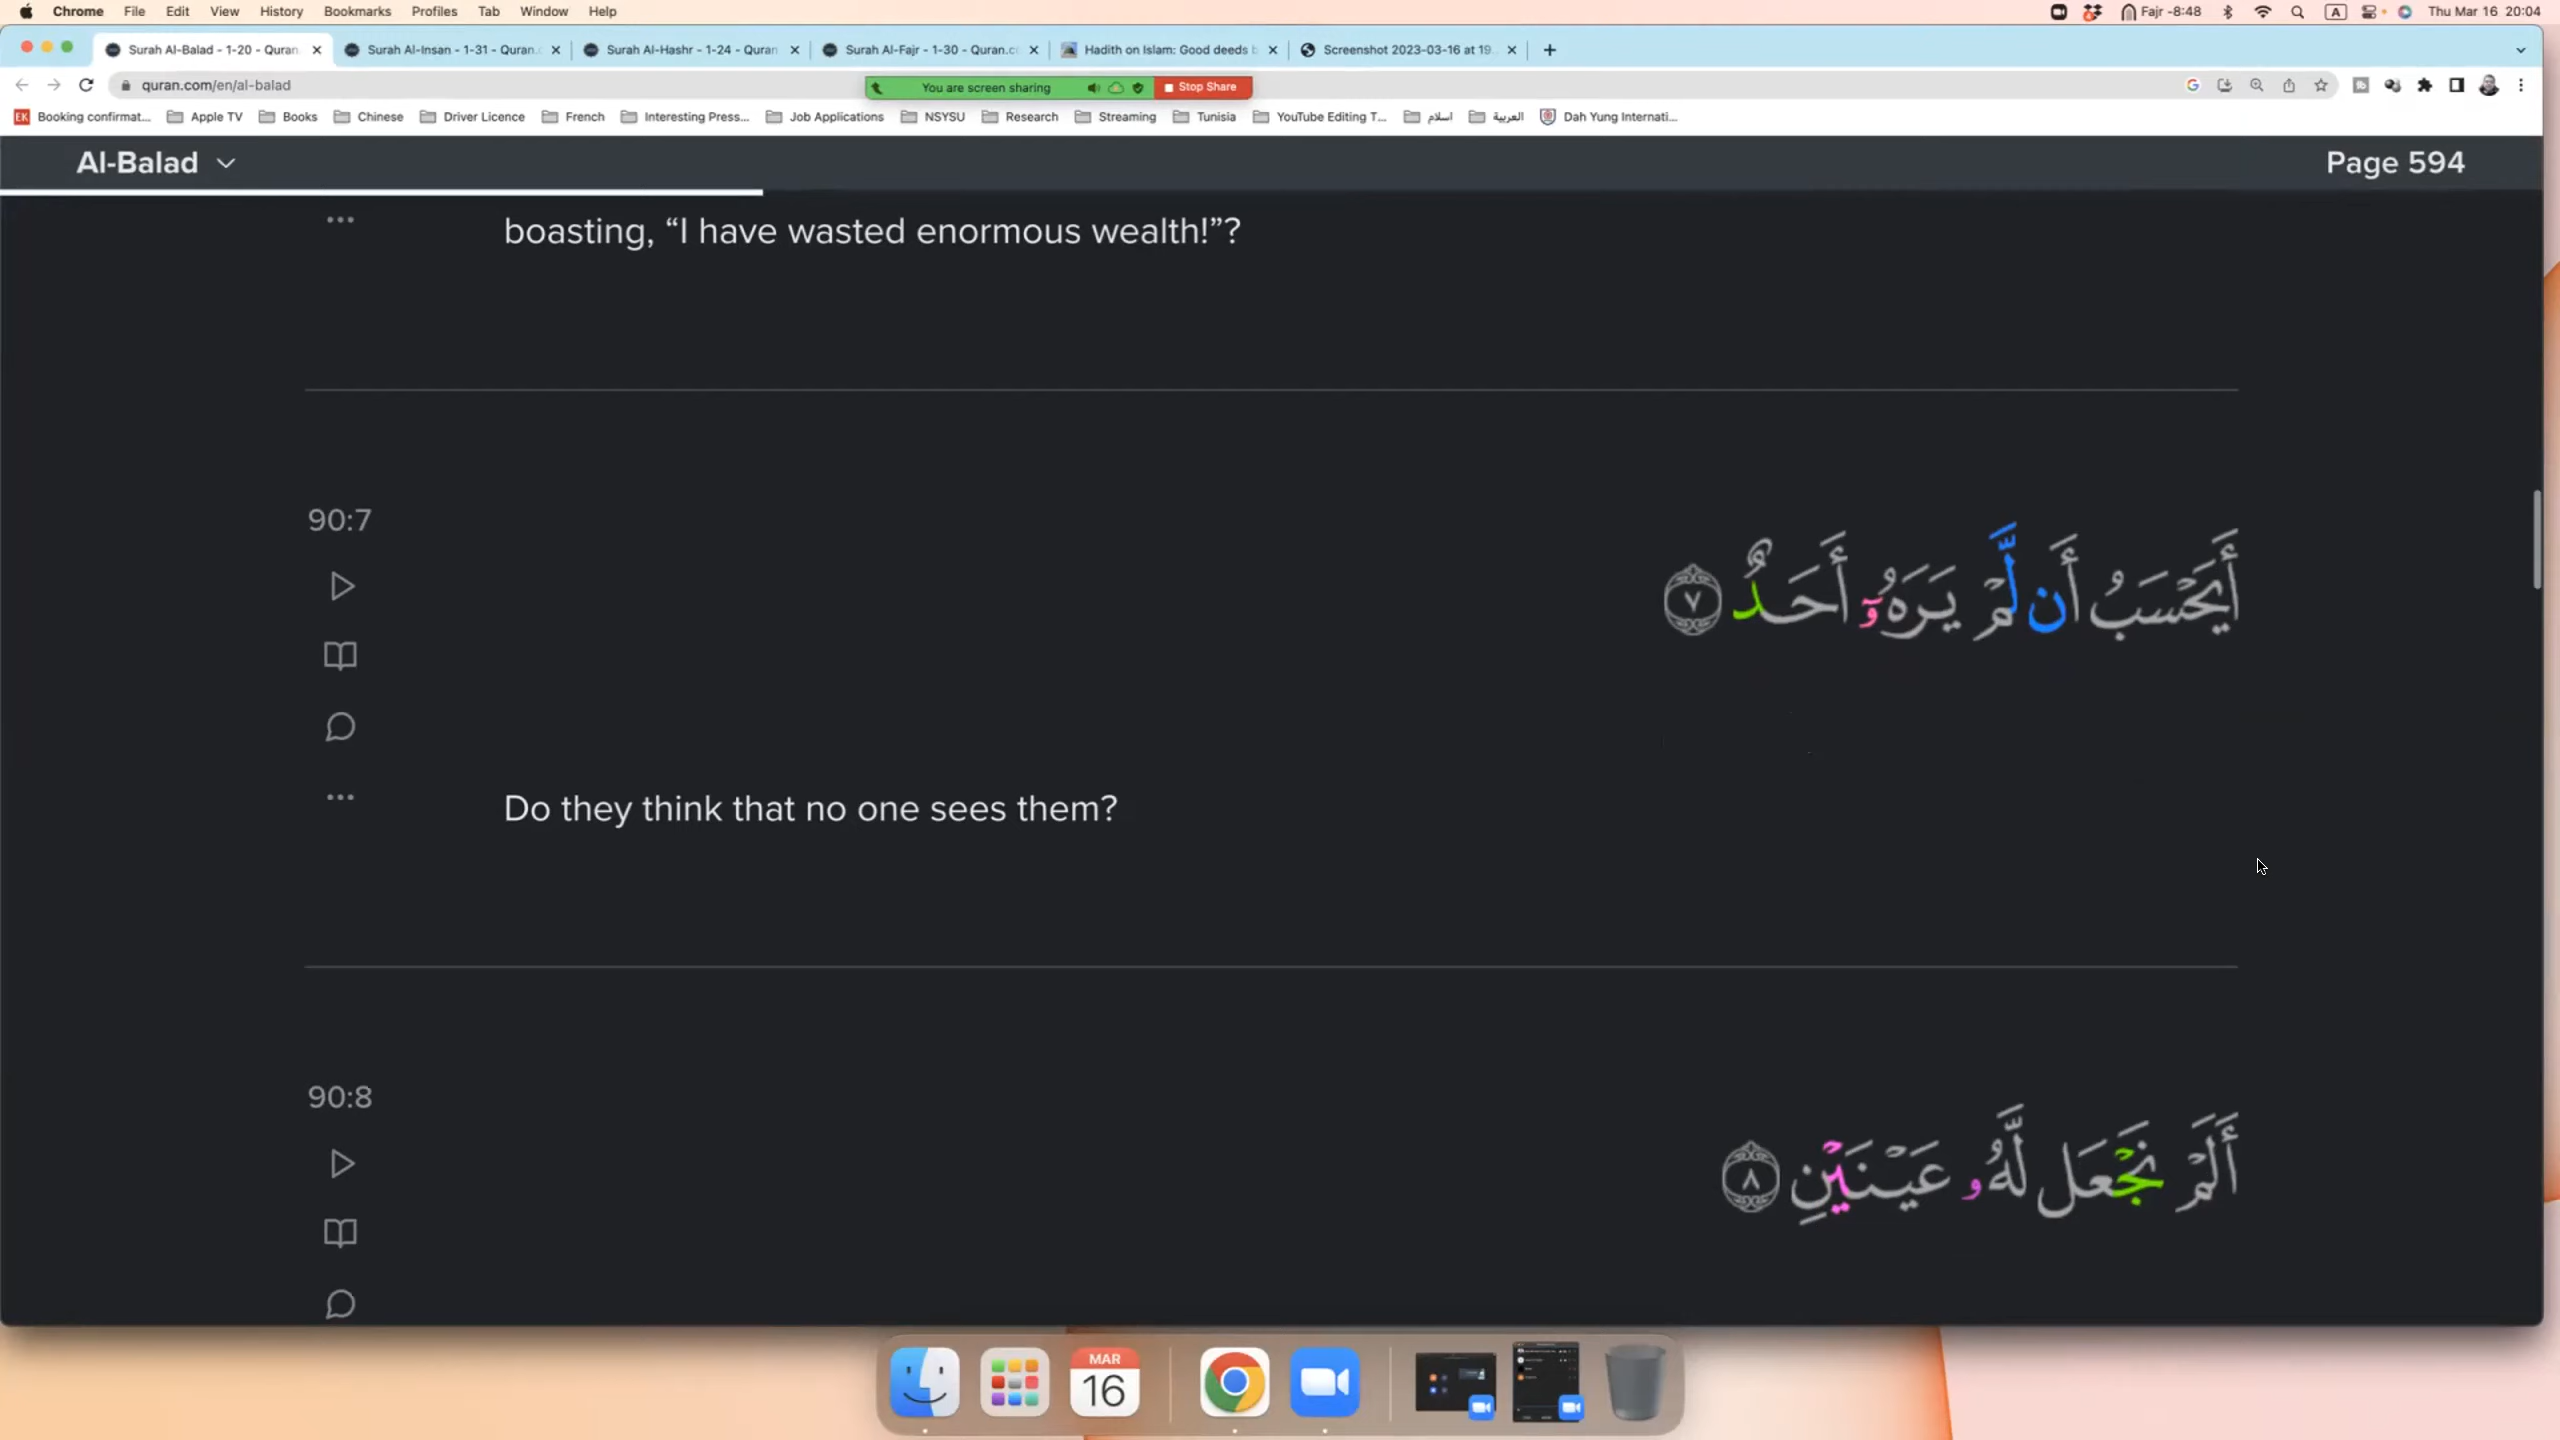 Chrome File Edit View History Bookmarks Profiles Tab Window Help Fajr -8:48 A Thu Mar 16 20:04
Surah Al-Balad - 1-20 - Quran. Surah Al-Insan - 1-31 - Quran. Surah Al-Hashr - 1-24 - Quran Surah Al-Fajr - 1-30 - Quran.c Hadith on Islam: Good deeds Screenshot 2023-03-16 at 19
quran.com/en/al-balad You are screen sharing Stop Share
EK Booking confirmat... Apple TV Books Chinese Driver Licence French Interesting Press... Job Applications NSYSU Research Streaming Tunisia YouTube Editing T... اسلام العربية Dah Yung Internati...
Al-Balad Page 594
boasting, “I have wasted enormous wealth!”?
90:7
أَيَحْسَبُ أَن لَّمْ يَرَهُۥٓ أَحَدٌ ٧
Do they think that no one sees them?
90:8
أَلَمْ نَجْعَل لَّهُۥ عَيْنَيْنِ ٨
MAR
16